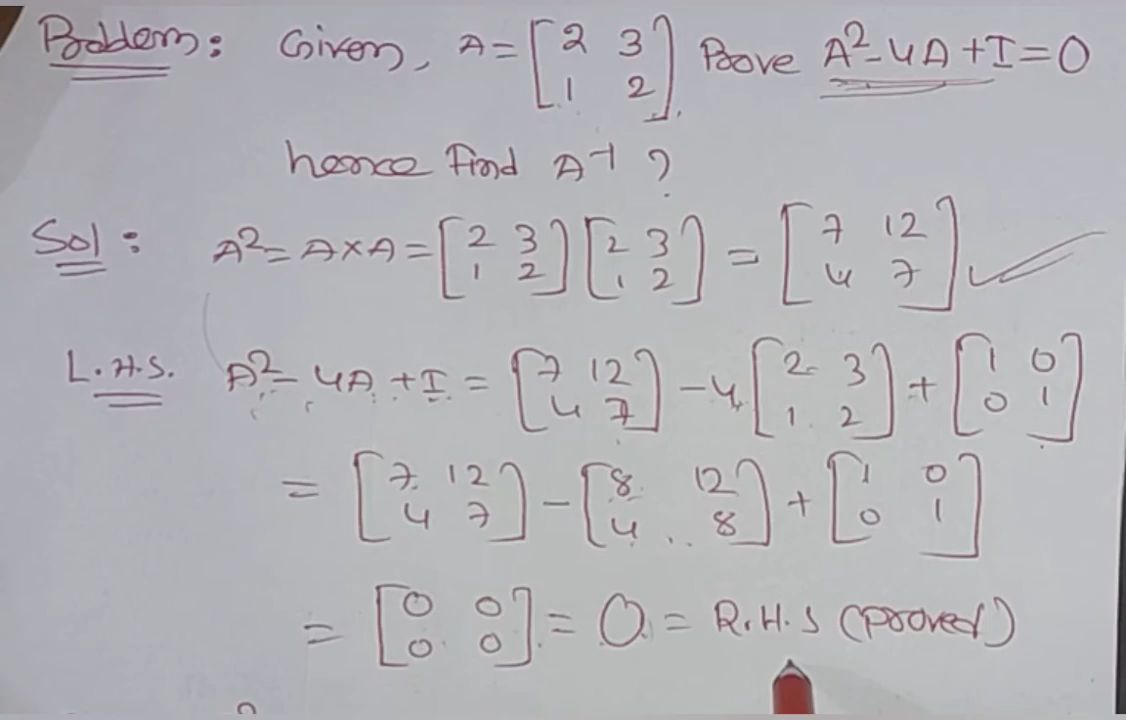 Problem: Given, A = [2 3; 1 2]. Prove A² - 4A + I = 0
hence find A⁻¹ ?
Sol: A² = A×A = [2 3; 1 2] [2 3; 1 2] = [7 12; 4 7] ✓
L.H.S. A² - 4A + I = [7 12; 4 7] - 4 [2 3; 1 2] + [1 0; 0 1]
= [7 12; 4 7] - [8 12; 4 8] + [1 0; 0 1]
= [0 0; 0 0] = 0 = R.H.S (proved)